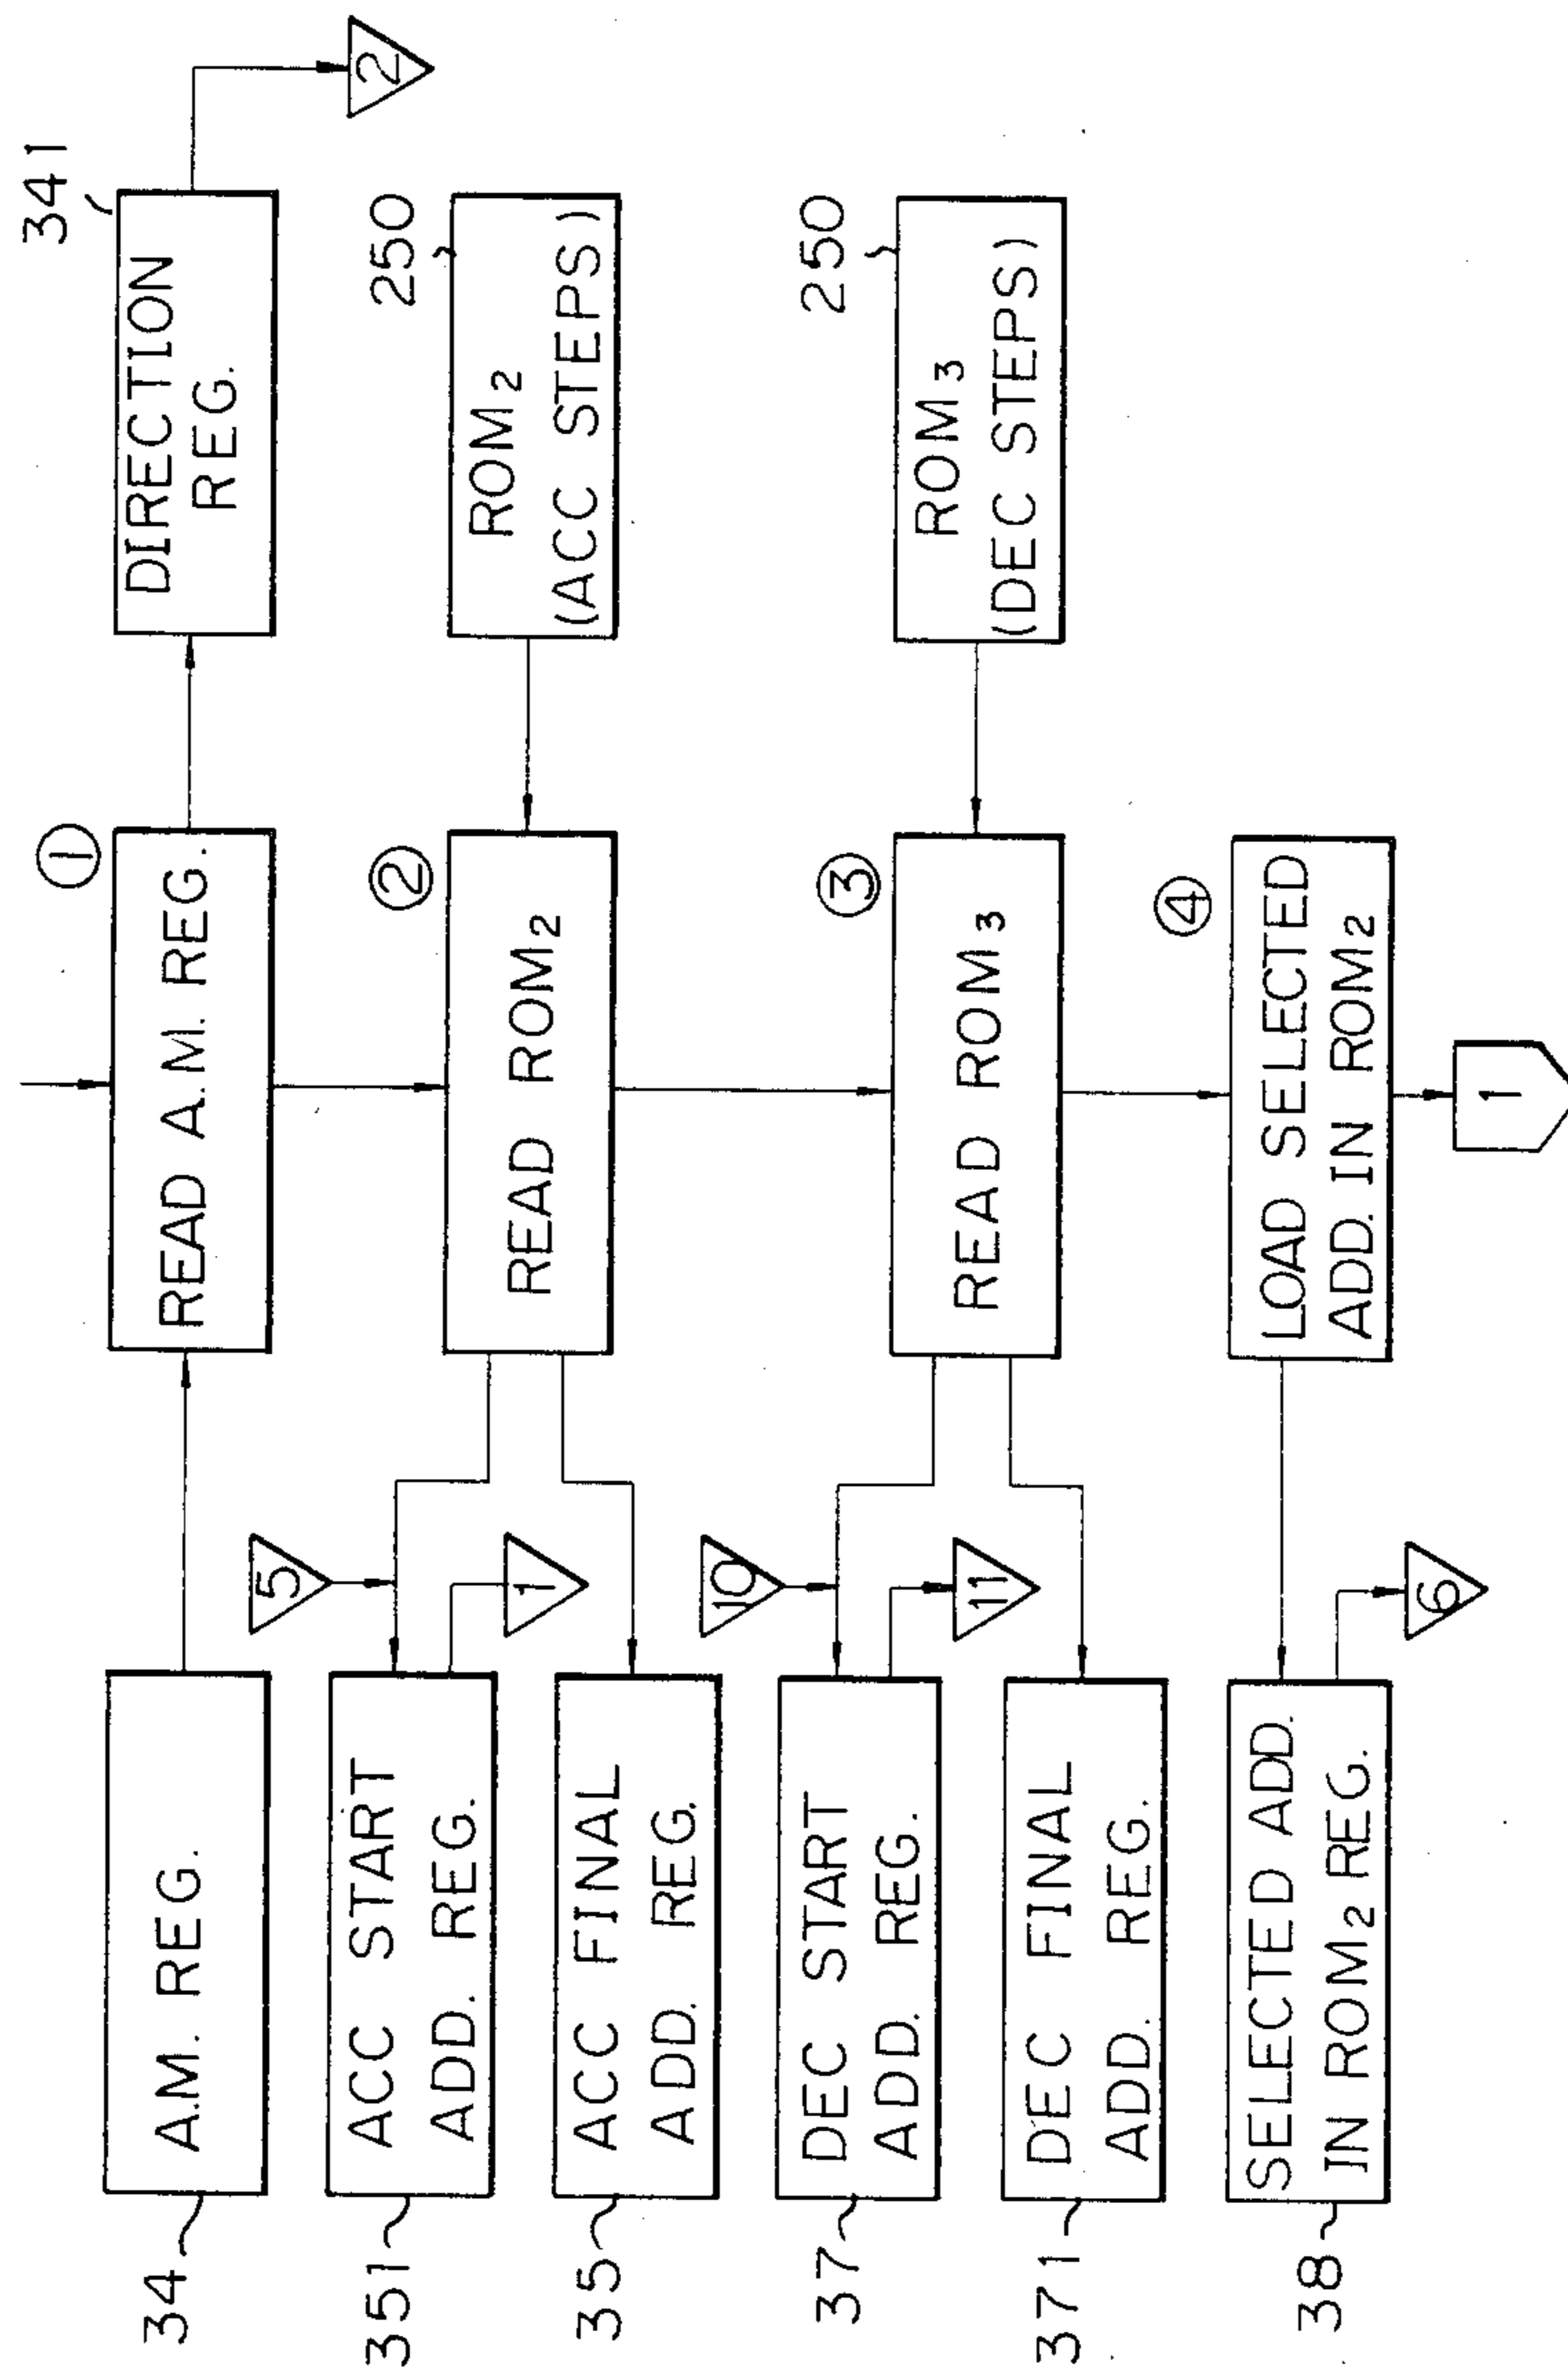 34
A.M. REG.
①
READ A.M. REG.
341
DIRECTION
REG.
2
351
ACC START
ADD. REG.
5
1
35
ACC FINAL
ADD. REG.
②
READ ROM₂
250
ROM₂
(ACC STEPS)
37
DEC START
ADD. REG.
10
11
371
DEC FINAL
ADD. REG.
③
READ ROM₃
250
ROM₃
(DEC STEPS)
38
SELECTED ADD.
IN ROM₂ REG.
6
④
LOAD SELECTED
ADD. IN ROM₂
1